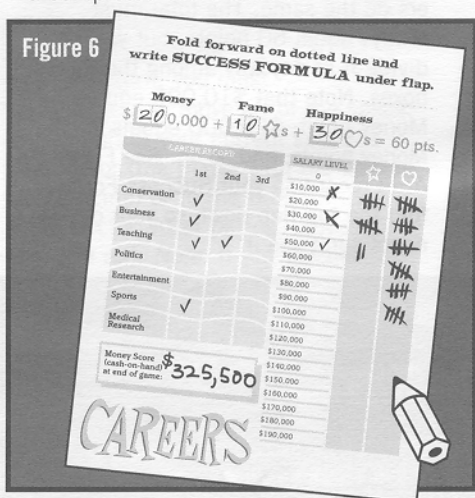 Figure 6
Fold forward on dotted line and
write SUCCESS FORMULA under flap.
Money Fame Happiness
$ 200,000 + 10 ☆s + 30 ♡s = 60 pts.
CAREER RECORD
1st 2nd 3rd
Conservation
Business
Teaching
Politics
Entertainment
Sports
Medical
Research
SALARY LEVEL
0
$10,000
$20,000
$30,000
$40,000
$50,000
$60,000
$70,000
$80,000
$90,000
$100,000
$110,000
$120,000
$130,000
$140,000
$150,000
$160,000
$170,000
$180,000
$190,000
Money Score
(cash-on-hand)
at end of game:
$325,500
CAREERS